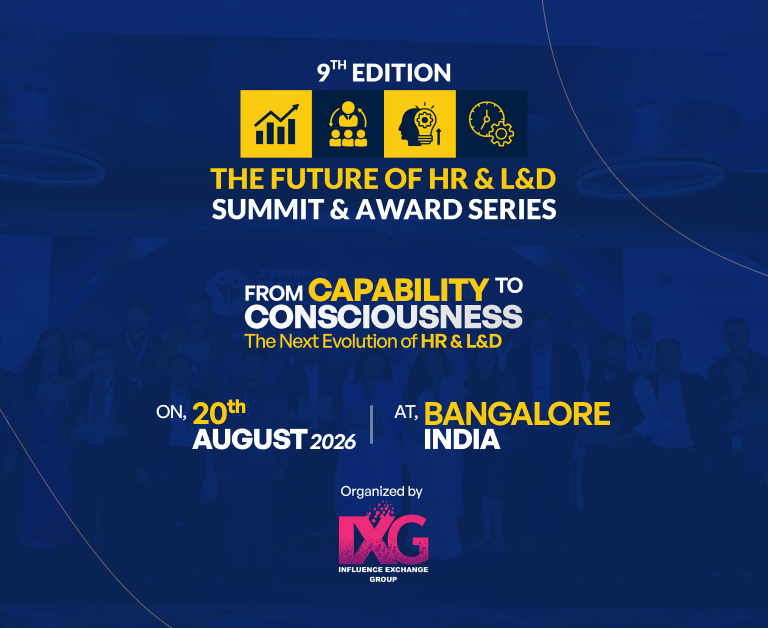 9TH EDITION
THE FUTURE OF HR & L&D
SUMMIT & AWARD SERIES
FROM CAPABILITY TO
CONSCIOUSNESS
The Next Evolution of HR & L&D
ON, 20th
AUGUST 2026
AT, BANGALORE
INDIA
Organized by
IXG
INFLUENCE EXCHANGE
GROUP